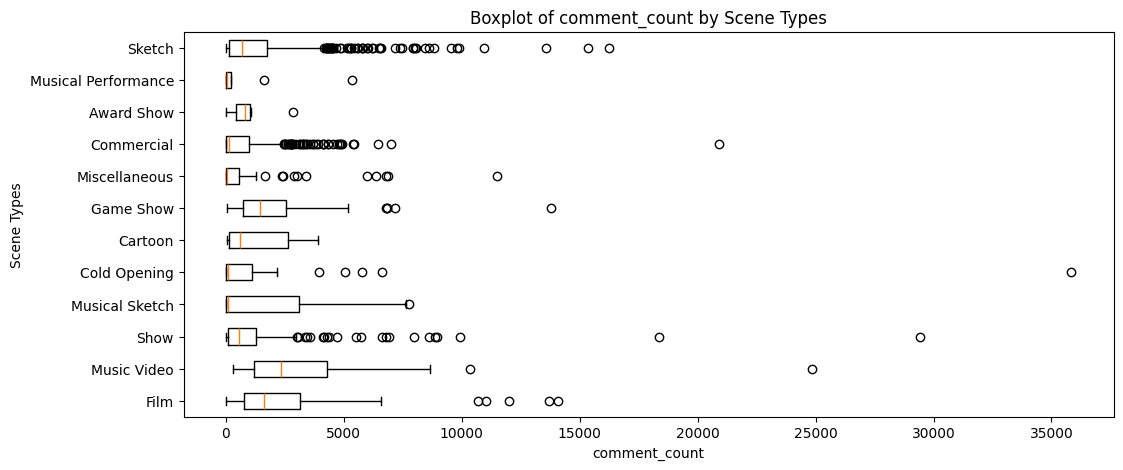 Boxplot of comment_count by Scene Types
Scene Types
Sketch
Musical Performance
Award Show
Commercial
Miscellaneous
Game Show
Cartoon
Cold Opening
Musical Sketch
Show
Music Video
Film
0 5000 10000 15000 20000 25000 30000 35000
comment_count